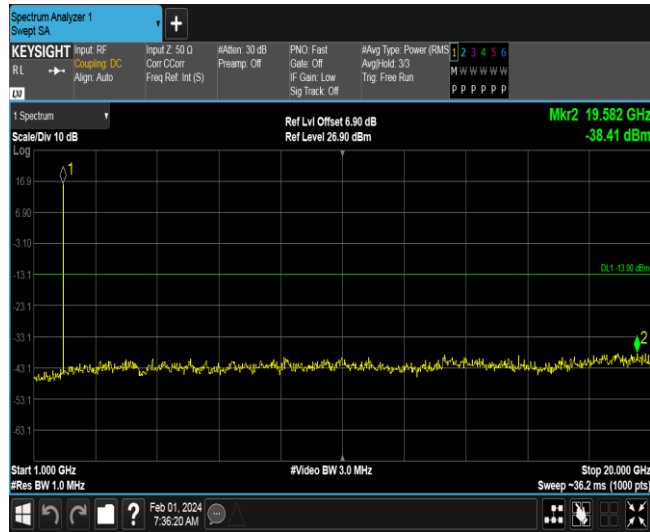 Spectrum Analyzer 1
Swept SA
+
KEYSIGHT
RL
LXI
Input: RF
Coupling: DC
Align: Auto
Input Z: 50 Ω
Corr CCorr
Freq Ref: Int (S)
#Atten: 30 dB
Preamp: Off
PNO: Fast
Gate: Off
IF Gain: Low
Sig Track: Off
#Avg Type: Power (RMS
Avg|Hold: 3/3
Trig: Free Run
1 2 3 4 5 6
M W W W W W
P P P P P P
1 Spectrum
Scale/Div 10 dB
Log
Ref Lvl Offset 6.90 dB
Ref Level 26.90 dBm
Mkr2 19.582 GHz
-38.41 dBm
1
16.9
6.90
-3.10
-13.1
DL1 -13.00 dBm
-23.1
-33.1
2
-43.1
-53.1
-63.1
Start 1.000 GHz
#Res BW 1.0 MHz
#Video BW 3.0 MHz
Stop 20.000 GHz
Sweep ~36.2 ms (1000 pts)
?
Feb 01, 2024
7:36:20 AM